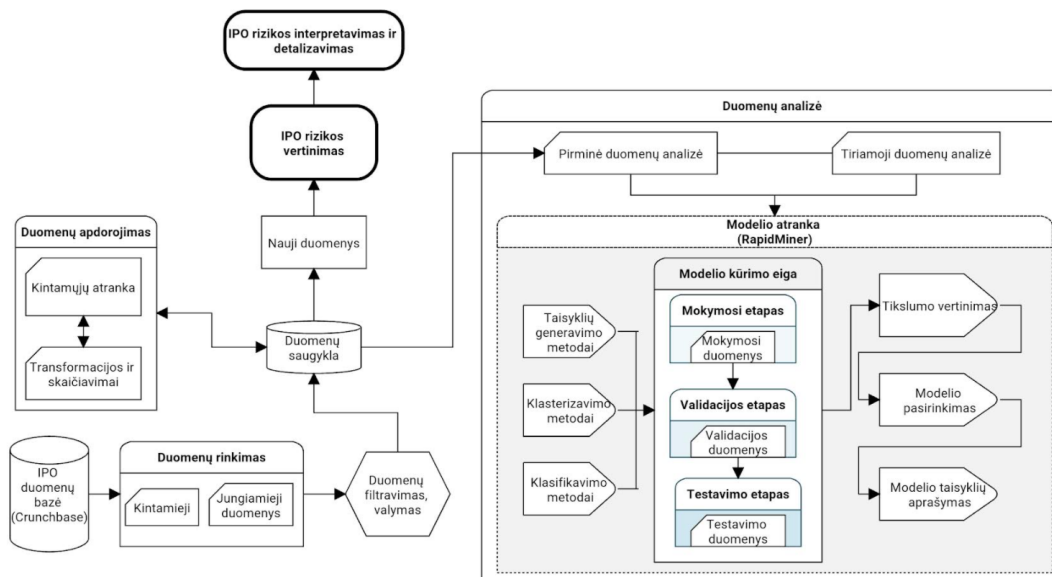 IPO rizikos interpretavimas ir
detalizavimas
IPO rizikos
vertinimas
Nauji duomenys
Duomenų apdorojimas
Kintamųjų atranka
Transformacijos ir
skaičiavimai
Duomenų
saugykla
IPO
duomenų
bazė
(Crunchbase)
Duomenų rinkimas
Kintamieji
Jungiamieji
duomenys
Duomenų
filtravimas,
valymas
Duomenų analizė
Pirminė duomenų analizė
Tiriamoji duomenų analizė
Modelio atranka
(RapidMiner)
Taisyklių
generavimo
metodai
Klasterizavimo
metodai
Klasifikavimo
metodai
Modelio kūrimo eiga
Mokymosi etapas
Mokymosi
duomenys
Validacijos etapas
Validacijos
duomenys
Testavimo etapas
Testavimo
duomenys
Tikslumo vertinimas
Modelio
pasirinkimas
Modelio taisyklių
aprašymas